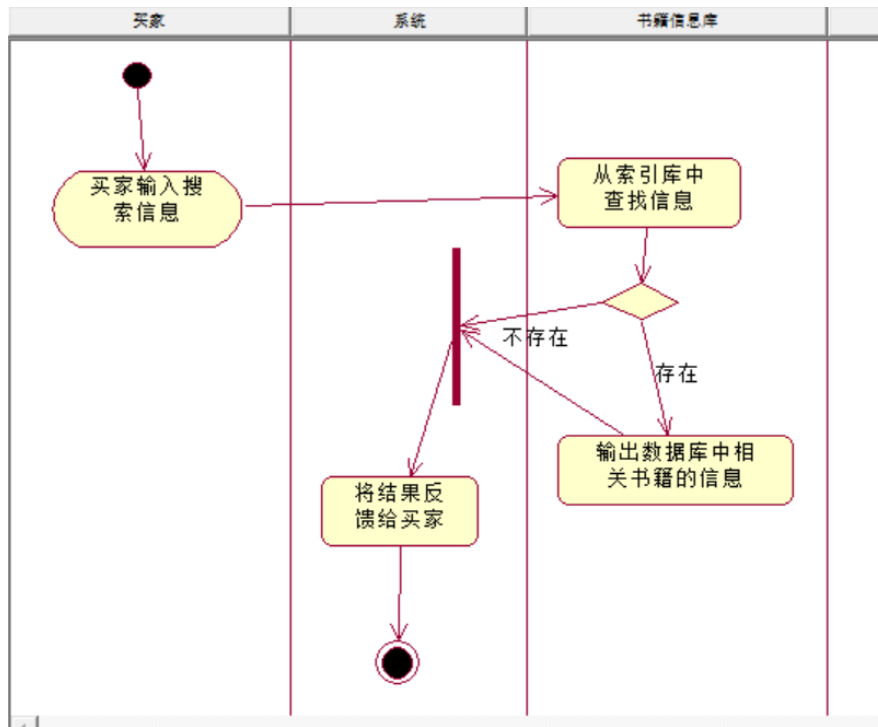 买家
系统
书籍信息库
买家输入搜
索信息
从索引库中
查找信息
不存在
存在
输出数据库中相
关书籍的信息
将结果反
馈给买家